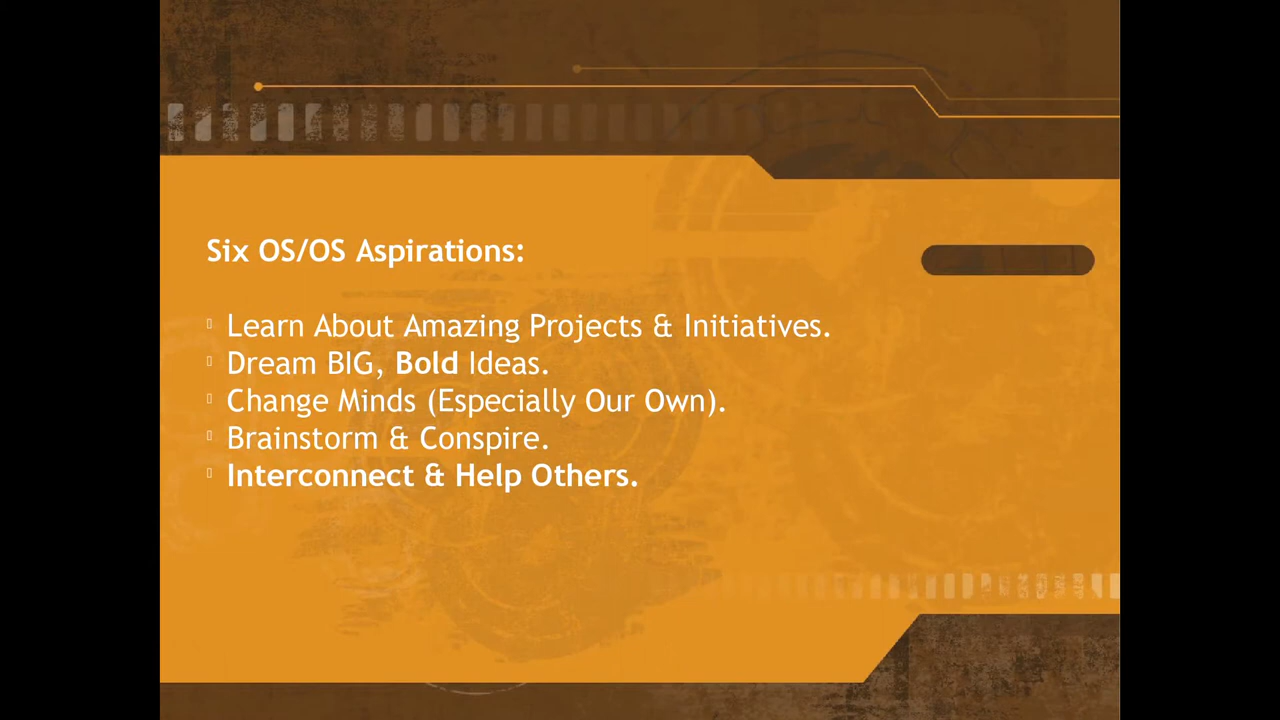 Six OS/OS Aspirations:
Learn About Amazing Projects & Initiatives.
Dream BIG, Bold Ideas.
Change Minds (Especially Our Own).
Brainstorm & Conspire.
Interconnect & Help Others.